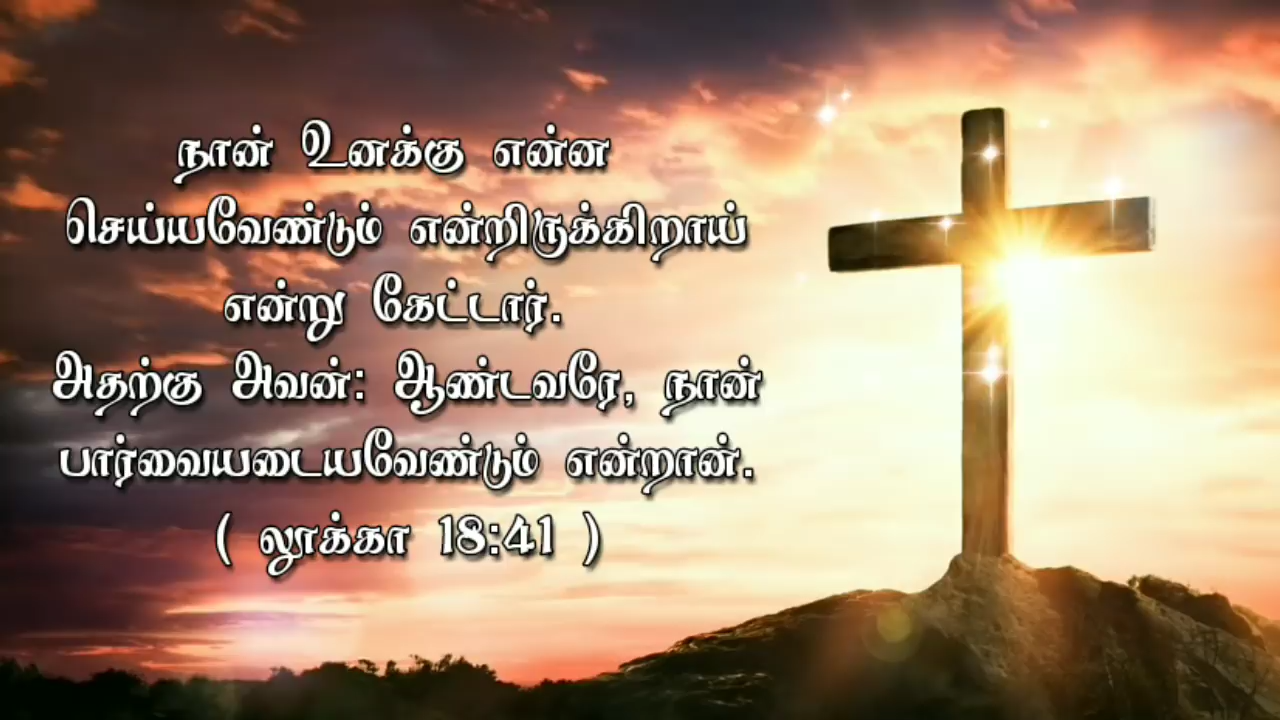 நான் உனக்கு என்ன
செய்யவேண்டும் என்றிருக்கிறாய்
என்று கேட்டார்.
அதற்கு அவன்: ஆண்டவரே, நான்
பார்வையடையவேண்டும் என்றான்.
( லூக்கா 18:41 )